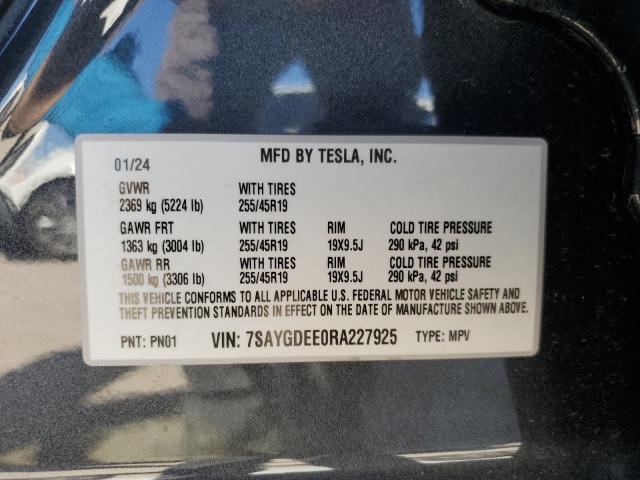 01/24 MFD BY TESLA, INC.
GVWR WITH TIRES
2369 kg (5224 lb) 255/45R19
GAWR FRT WITH TIRES RIM COLD TIRE PRESSURE
1363 kg (3004 lb) 255/45R19 19X9.5J 290 kPa, 42 psi
GAWR RR WITH TIRES RIM COLD TIRE PRESSURE
1500 kg (3306 lb) 255/45R19 19X9.5J 290 kPa, 42 psi
THIS VEHICLE CONFORMS TO ALL APPLICABLE U.S. FEDERAL MOTOR VEHICLE SAFETY AND
THEFT PREVENTION STANDARDS IN EFFECT ON THE DATE OF MANUFACTURE SHOWN ABOVE.
PNT: PN01 VIN: 7SAYGDEE0RA227925 TYPE: MPV